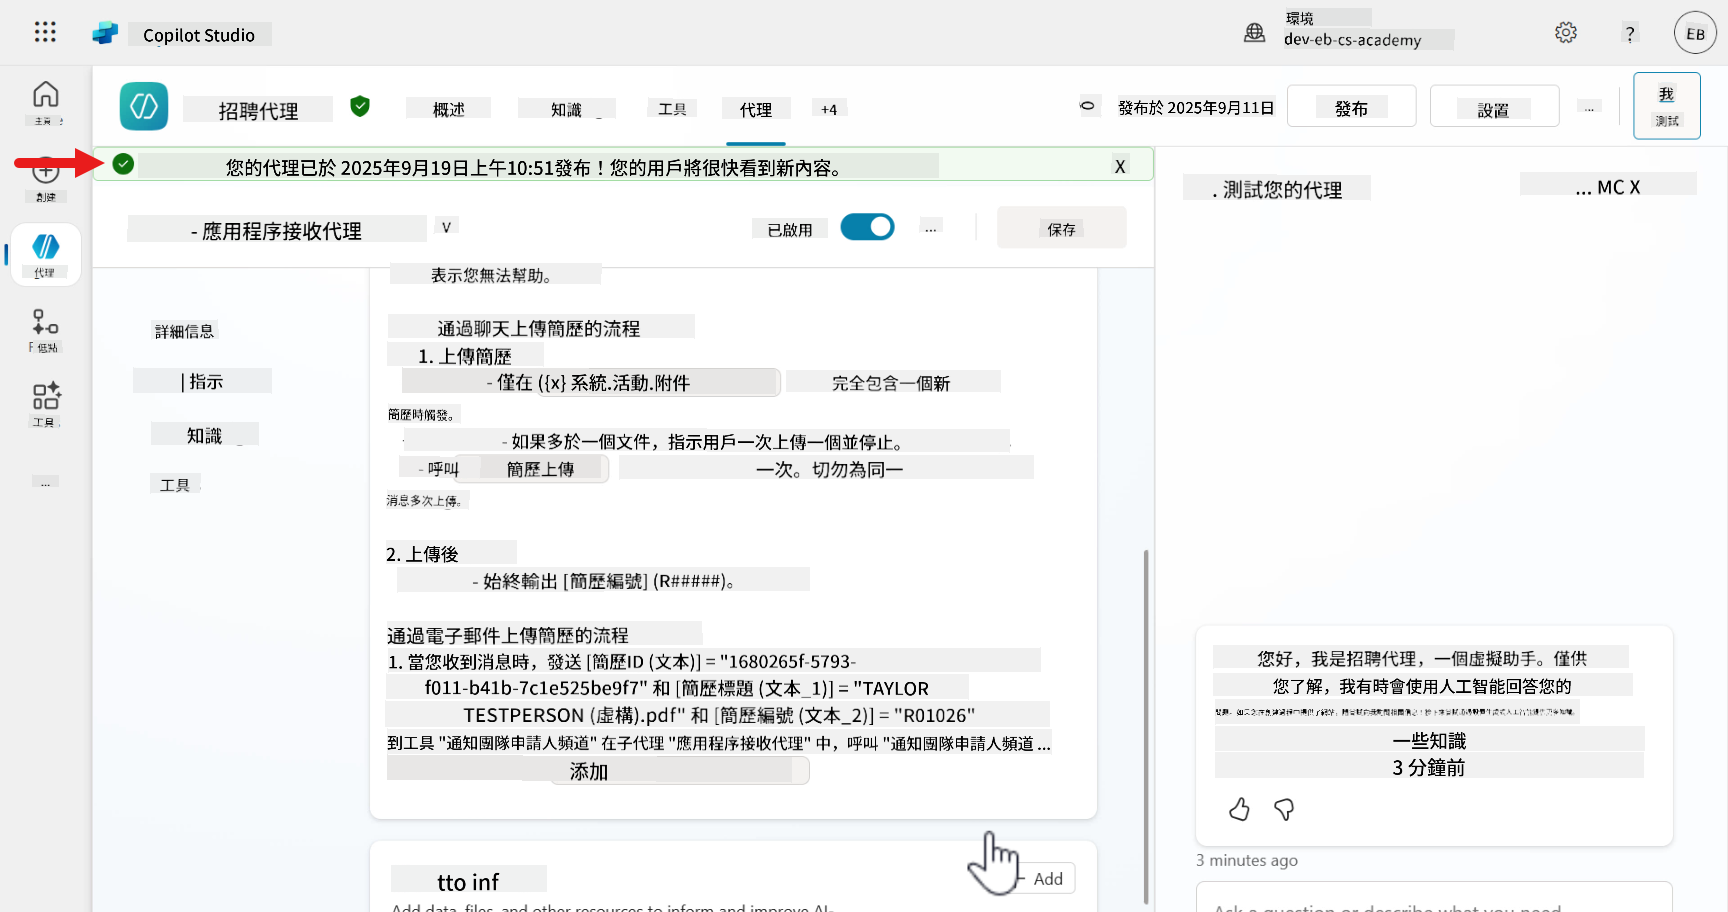 Copilot Studio
環境
dev-eb-cs-academy
?
EB
主頁
創建
代理
工具
...
招聘代理
概述
知識
工具
代理
+4
發布於 2025年9月11日
發布
設置
...
我
測試
您的代理已於 2025年9月19日上午10:51發布！您的用戶將很快看到新內容。
X
- 應用程序接收代理
V
已啟用
...
保存
詳細信息
| 指示
知識
工具
表示您無法幫助。
通過聊天上傳簡歷的流程
1. 上傳簡歷
- 僅在 ({x} 系統.活動.附件
完全包含一個新
簡歷時觸發。
- 如果多於一個文件，指示用戶一次上傳一個並停止。
- 呼叫
簡歷上傳
一次。切勿為同一
消息多次上傳。
2. 上傳後
- 始終輸出 [簡歷編號] (R#####)。
通過電子郵件上傳簡歷的流程
1. 當您收到消息時，發送 [簡歷ID (文本)] = "1680265f-5793-
f011-b41b-7c1e525be9f7" 和 [簡歷標題 (文本_1)] = "TAYLOR
TESTPERSON (虛構).pdf" 和 [簡歷編號 (文本_2)] = "R01026"
到工具 "通知團隊申請人頻道" 在子代理 "應用程序接收代理" 中，呼叫 "通知團隊申請人頻道 ...
添加
tto inf
Add
Add data, files, and other resources to inform and improve AI-
. 測試您的代理
... MC X
您好，我是招聘代理，一個虛擬助手。僅供
您了解，我有時會使用人工智能回答您的
一些知識
3 分鐘前
3 minutes ago
Ask a question or describe what you need